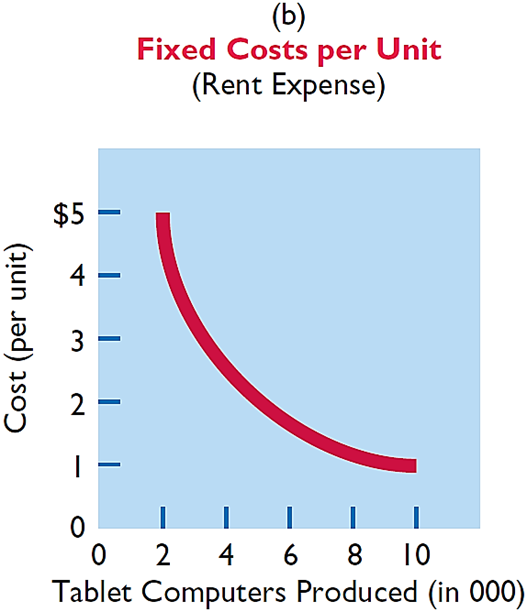 (b)
Fixed Costs per Unit
(Rent Expense)
Cost (per unit)
$5
4
3
2
1
0
0 2 4 6 8 10
Tablet Computers Produced (in 000)